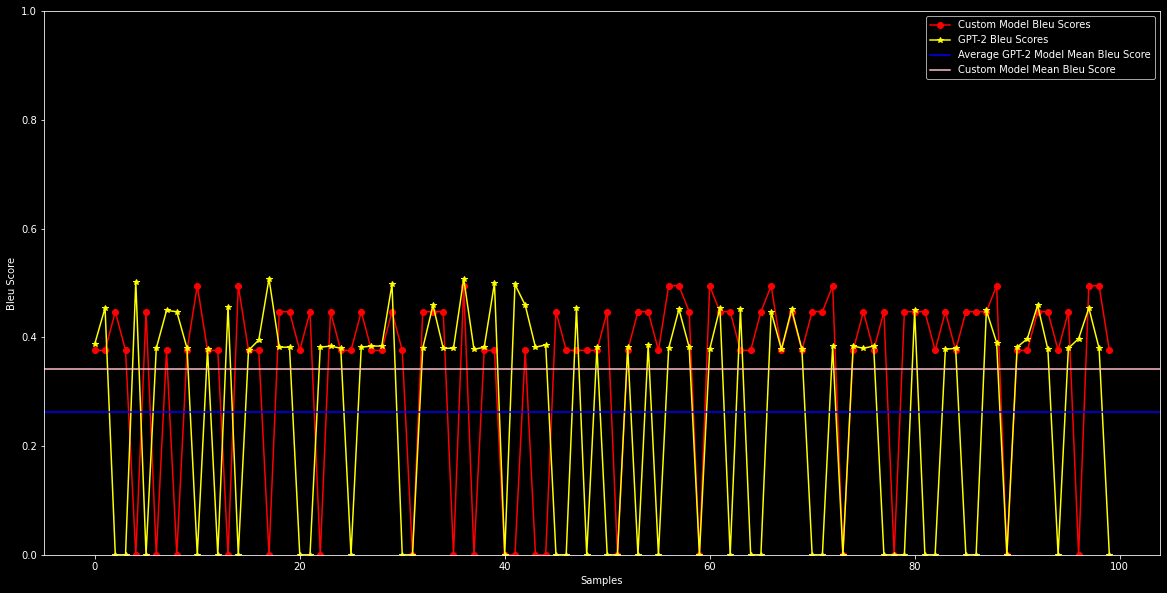 1.0
0.8
0.6
0.4
0.2
0.0
Bleu Score
0
20
40
60
80
100
Samples
Custom Model Bleu Scores
GPT-2 Bleu Scores
Average GPT-2 Model Mean Bleu Score
Custom Model Mean Bleu Score